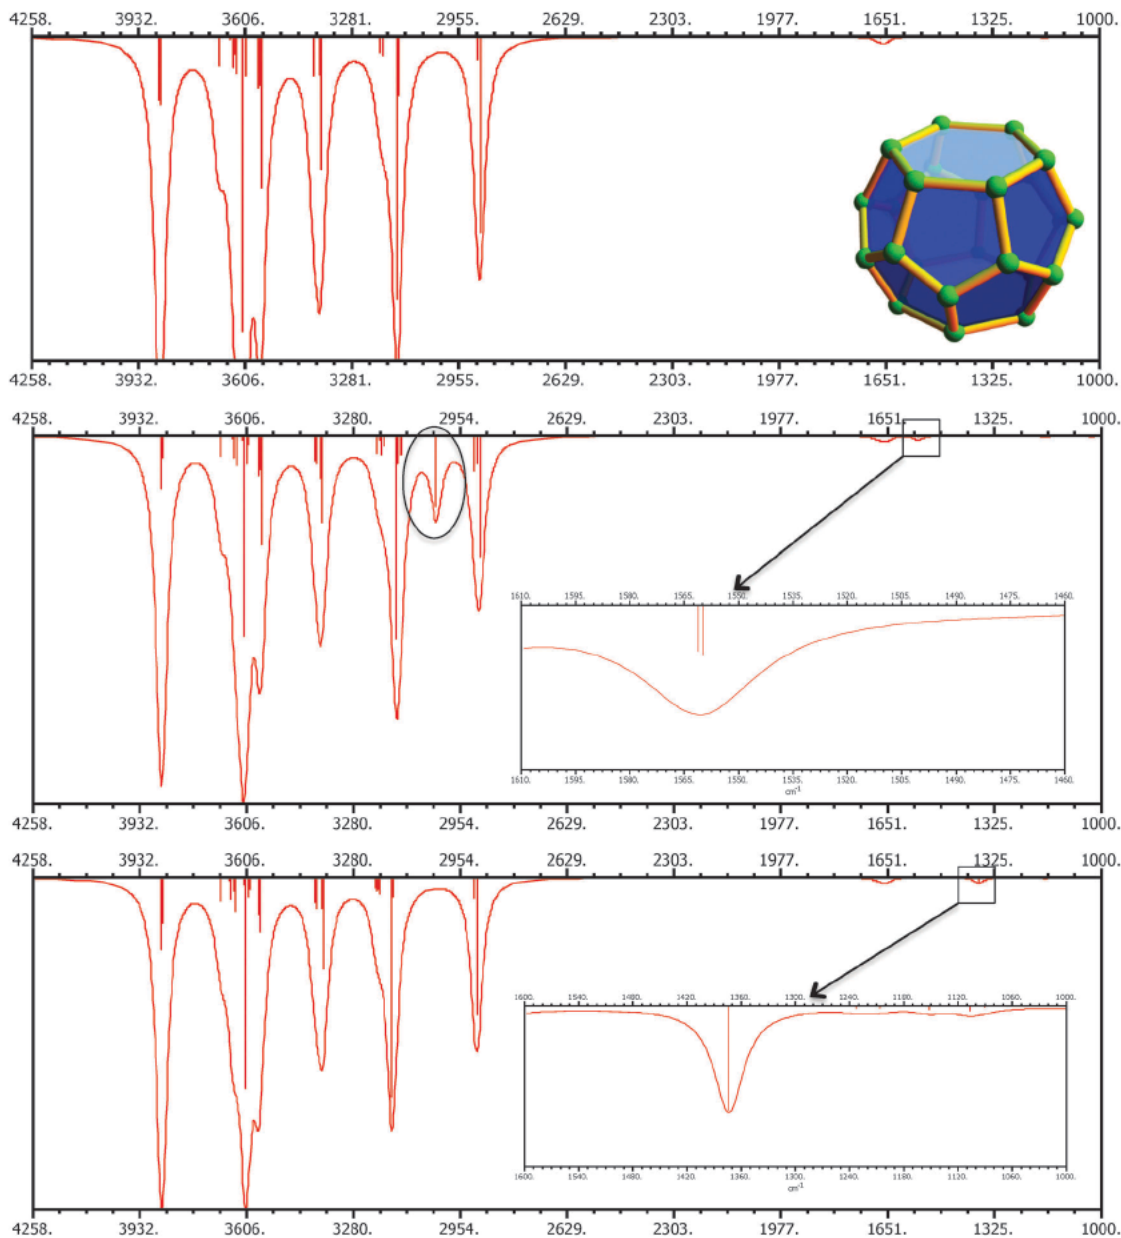 4258. 3932. 3606. 3281. 2955. 2629. 2303. 1977. 1651. 1325. 1000.
4258. 3932. 3606. 3281. 2955. 2629. 2303. 1977. 1651. 1325. 1000.
4258. 3932. 3606. 3280. 2954. 2629. 2303. 1977. 1651. 1325. 1000.
1610. 1595. 1580. 1565. 1550. 1535. 1520. 1505. 1490. 1475. 1460.
1610. 1595. 1580. 1565. 1550. 1535. 1520. 1505. 1490. 1475. 1460.
cm-1
4258. 3932. 3606. 3280. 2954. 2629. 2303. 1977. 1651. 1325. 1000.
4258. 3932. 3606. 3280. 2954. 2629. 2303. 1977. 1651. 1325. 1000.
1600. 1540. 1480. 1420. 1360. 1300. 1240. 1180. 1120. 1060. 1000.
1600. 1540. 1480. 1420. 1360. 1300. 1240. 1180. 1120. 1060. 1000.
cm-1
4258. 3932. 3606. 3280. 2954. 2629. 2303. 1977. 1651. 1325. 1000.